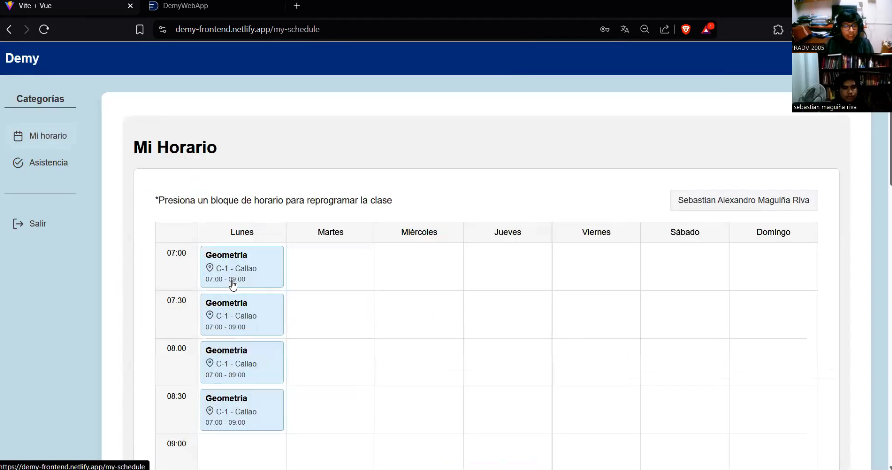 Vite + Vue
DemyWebApp
demy-frontend.netlify.app/my-schedule
Demy
RADV 2005
sebastian maguiña riva
Categorías
Mi horario
Asistencia
Salir
Mi Horario
*Presiona un bloque de horario para reprogramar la clase
Sebastian Alexandro Maguiña Riva
Lunes
Martes
Miércoles
Jueves
Viernes
Sábado
Domingo
07:00
Geometria
C-1 - Callao
07:00 - 09:00
07:30
Geometria
C-1 - Callao
07:00 - 09:00
08:00
Geometria
C-1 - Callao
07:00 - 09:00
08:30
Geometria
C-1 - Callao
07:00 - 09:00
09:00
https://demy-frontend.netlify.app/my-schedule